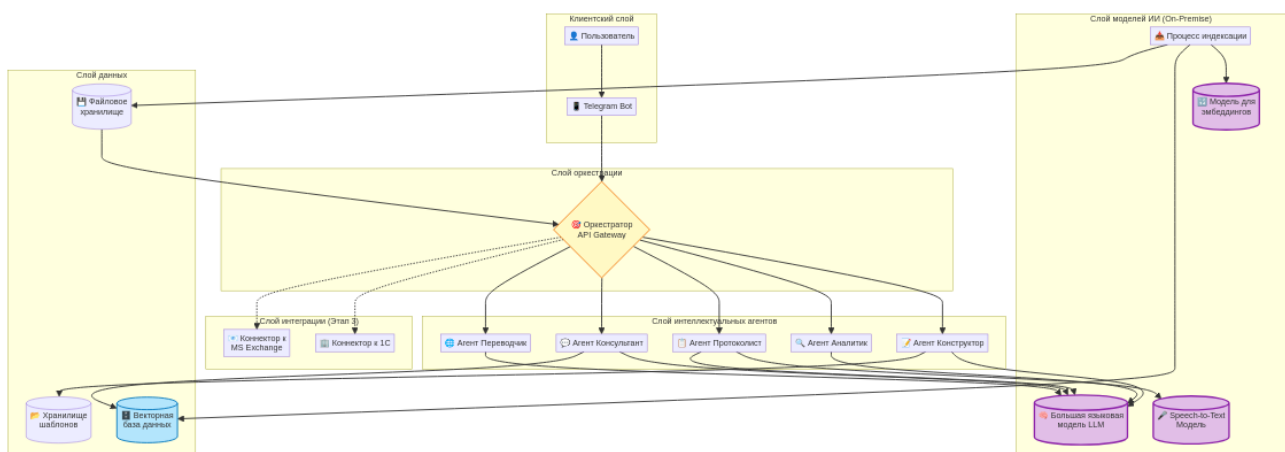 Клиентский слой
👤 Пользователь
📱 Telegram Bot
Слой моделей ИИ (On-Premise)
📥 Процесс индексации
🔢 Модель для
эмбеддингов
Слой данных
💾 Файловое
хранилище
Слой оркестрации
🎯 Оркестратор
API Gateway
Слой интеграции (Этап 3)
📧 Коннектор к
MS Exchange
🏢 Коннектор к 1С
Слой интеллектуальных агентов
🌐 Агент Переводчик
💬 Агент Консультант
📋 Агент Протоколист
🔍 Агент Аналитик
📝 Агент Конструктор
📂 Хранилище
шаблонов
🗄️ Векторная
база данных
🧠 Большая языковая
модель LLM
🎤 Speech-to-Text
Модель